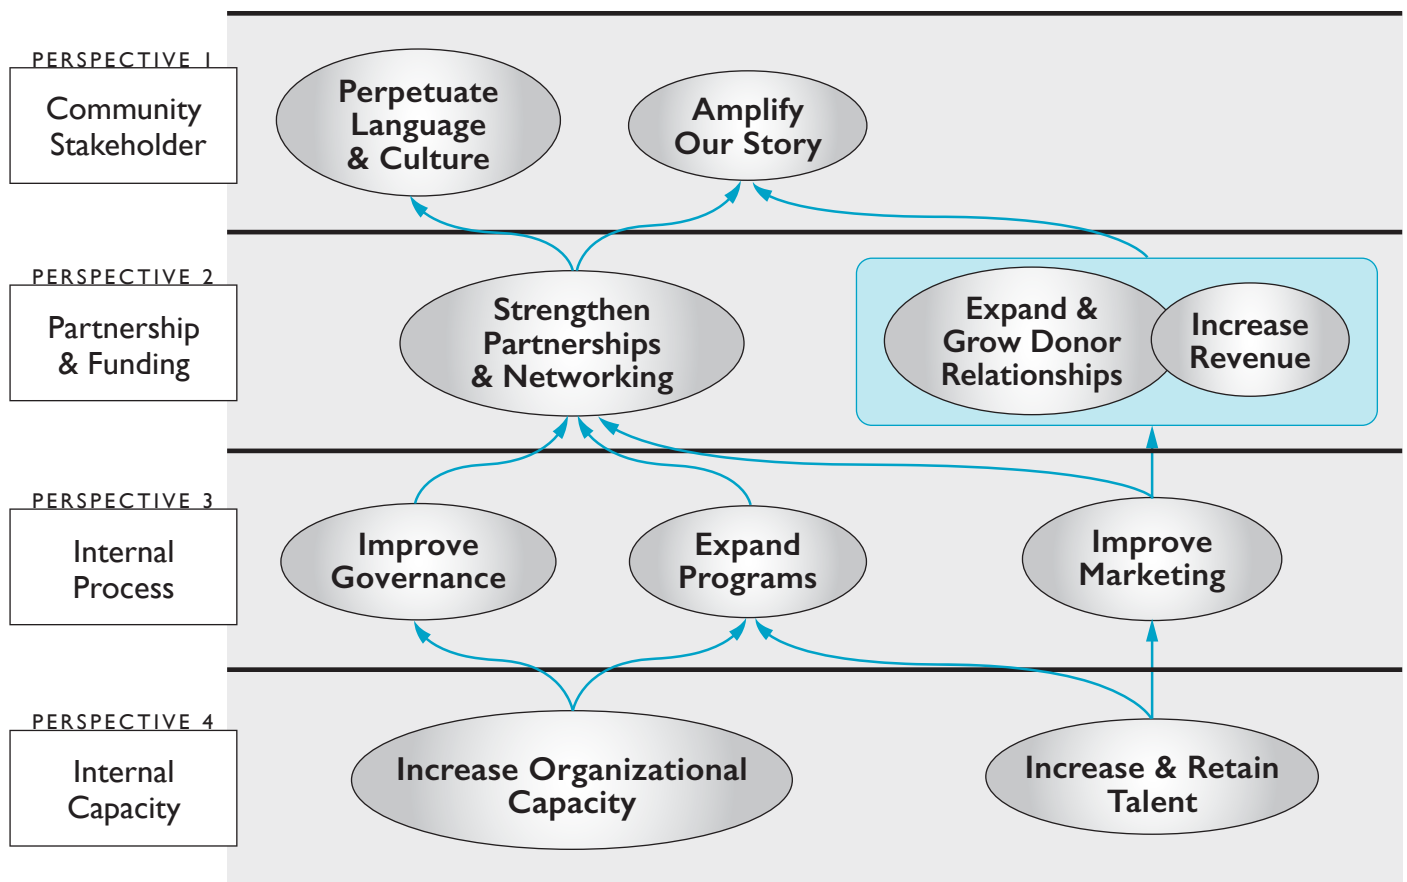 PERSPECTIVE 1
Community
Stakeholder
Perpetuate
Language
& Culture
Amplify
Our Story
PERSPECTIVE 2
Partnership
& Funding
Strengthen
Partnerships
& Networking
Expand &
Grow Donor
Relationships
Increase
Revenue
PERSPECTIVE 3
Internal
Process
Improve
Governance
Expand
Programs
Improve
Marketing
PERSPECTIVE 4
Internal
Capacity
Increase Organizational
Capacity
Increase & Retain
Talent